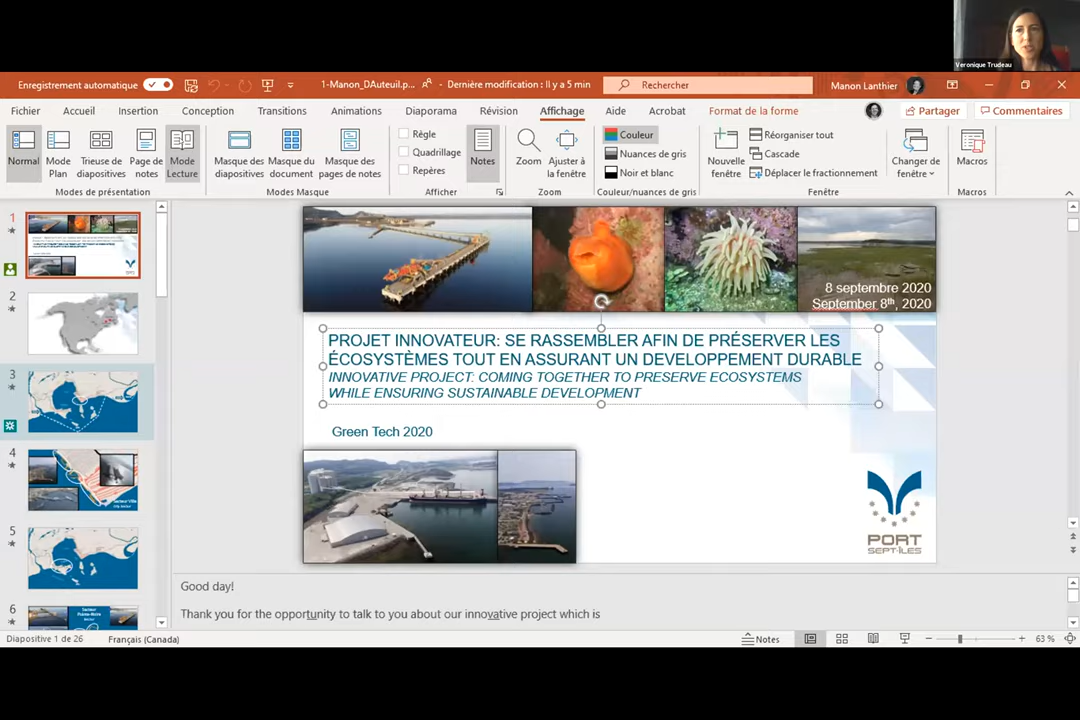 Veronique Trudeau
Enregistrement automatique
1-Manon_DAuteuil.p...
- Dernière modification : Il y a 5 min
Rechercher
Manon Lanthier
Fichier
Accueil
Insertion
Conception
Transitions
Animations
Diaporama
Révision
Affichage
Aide
Acrobat
Format de la forme
Partager
Commentaires
Normal
Mode
Plan
Trieuse de
diapositives
Page de
notes
Mode
Lecture
Modes de présentation
Masque des
diapositives
Masque du
document
Masque des
pages de notes
Modes Masque
Règle
Quadrillage
Repères
Afficher
Notes
Zoom
Ajuster à
la fenêtre
Zoom
Couleur
Nuances de gris
Noir et blanc
Couleur/nuances de gris
Nouvelle
fenêtre
Réorganiser tout
Cascade
Déplacer le fractionnement
Fenêtre
Changer de
fenêtre
Macros
Macros
1
2
3
4
5
6
8 septembre 2020
September 8th, 2020
PROJET INNOVATEUR: SE RASSEMBLER AFIN DE PRÉSERVER LES
ÉCOSYSTÈMES TOUT EN ASSURANT UN DEVELOPPEMENT DURABLE
INNOVATIVE PROJECT: COMING TOGETHER TO PRESERVE ECOSYSTEMS
WHILE ENSURING SUSTAINABLE DEVELOPMENT
Green Tech 2020
PORT
SEPT-ÎLES
Good day!
Thank you for the opportunity to talk to you about our innovative project which is
Diapositive 1 de 26
Français (Canada)
Notes
63 %